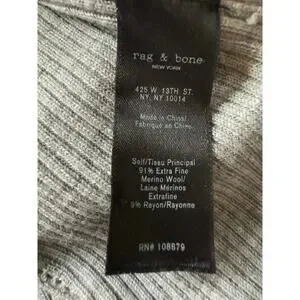 rag & bone
NEW YORK
425 W. 13TH ST.
NY, NY 10014
Made in China/
Fabriqué en Chine
Self/Tissu Principal
91% Extra Fine
Merino Wool/
Laine Mérinos
Extrafine
9% Rayon/Rayonne
RN# 108679